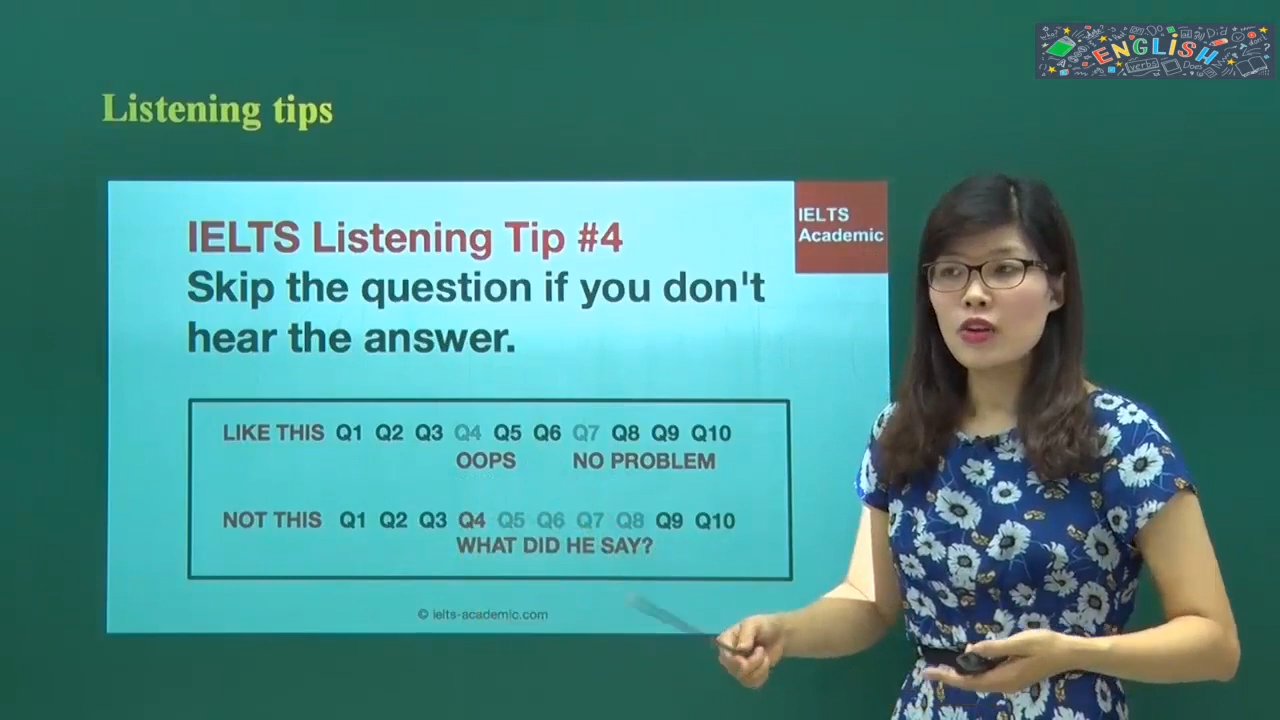 ENGLISH
verbs
Does
Listening tips
IELTS
Academic
IELTS Listening Tip #4
Skip the question if you don't
hear the answer.
LIKE THIS Q1 Q2 Q3 Q4 Q5 Q6 Q7 Q8 Q9 Q10
OOPS NO PROBLEM
NOT THIS Q1 Q2 Q3 Q4 Q5 Q6 Q7 Q8 Q9 Q10
WHAT DID HE SAY?
© ielts-academic.com